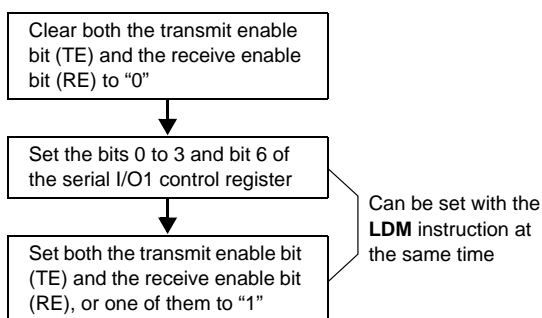 Clear both the transmit enable
bit (TE) and the receive enable
bit (RE) to “0”
Set the bits 0 to 3 and bit 6 of
the serial I/O1 control register
Can be set with the
LDM instruction at
the same time
Set both the transmit enable bit
(TE) and the receive enable bit
(RE), or one of them to “1”